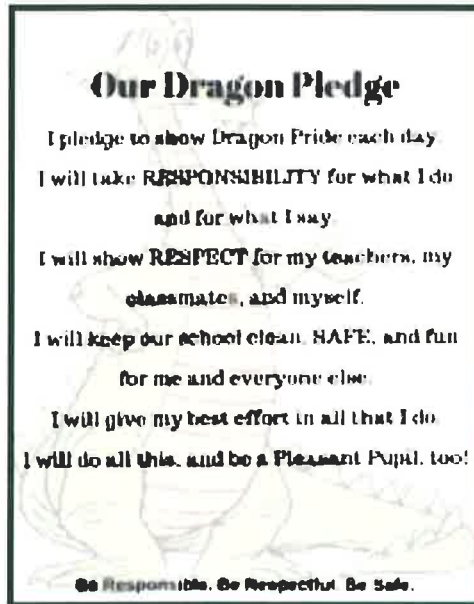 Our Dragon Pledge
I pledge to show Dragon Pride each day
I will take RESPONSIBILITY for what I do
and for what I say
I will show RESPECT for my teachers, my
classmates, and myself.
I will keep our school clean, SAFE, and fun
for me and everyone else
I will give my best effort in all that I do
I will do all this, and be a Pleasant Pupil, too!
Be Responsible. Be Respectful. Be Safe.